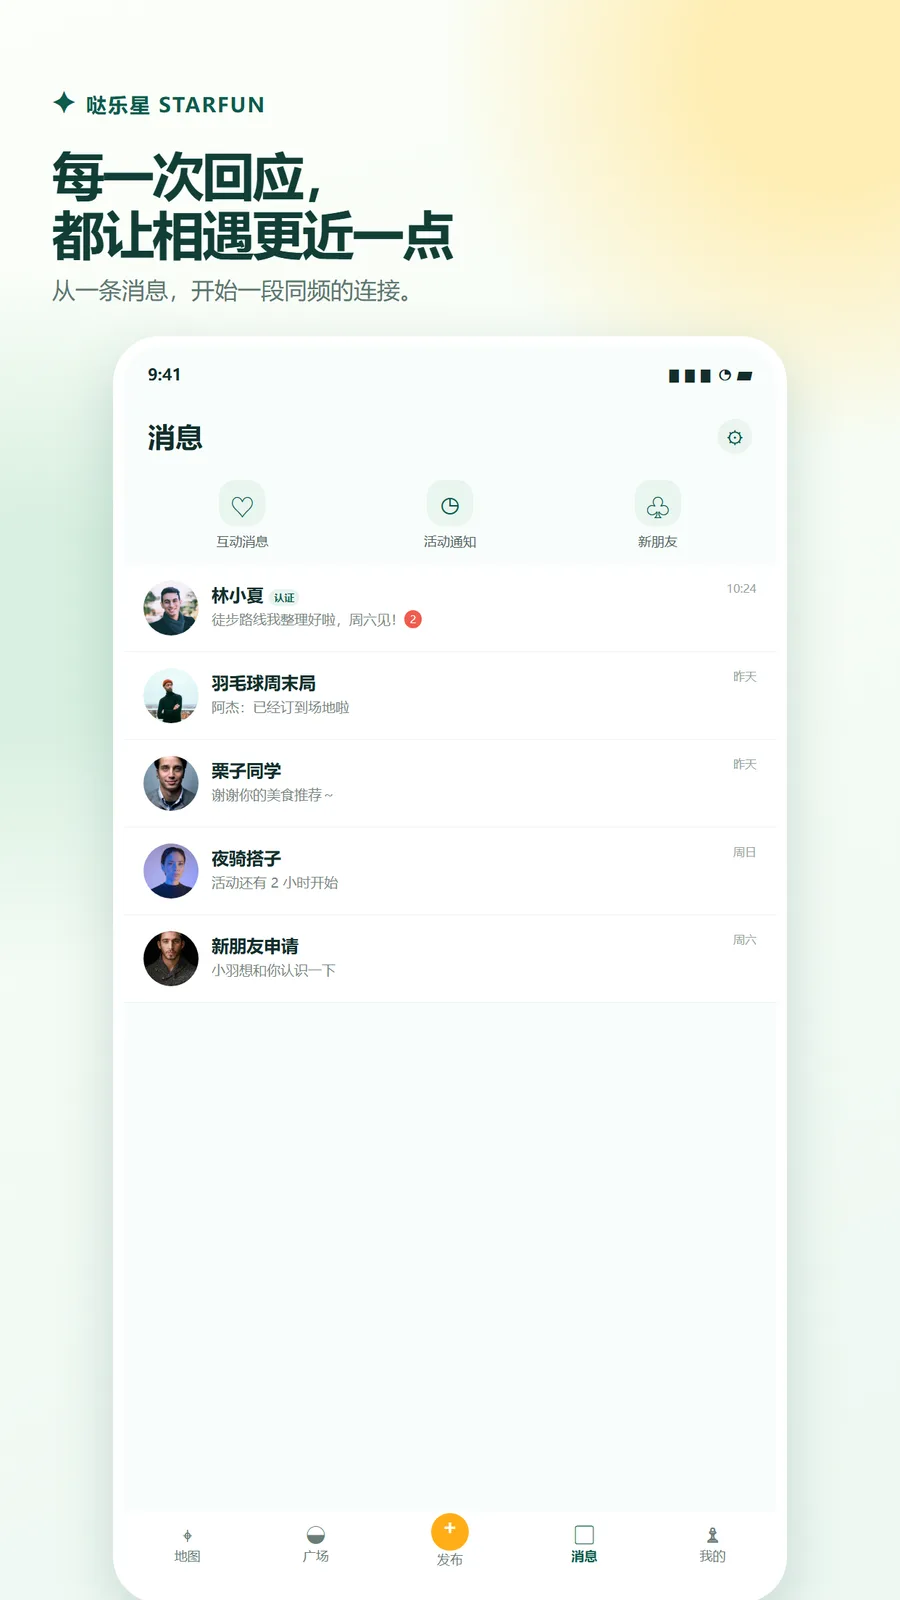 哒乐星 STARFUN
每一次回应,
都让相遇更近一点
从一条消息，开始一段同频的连接。
9:41
消息
互动消息
活动通知
新朋友
林小夏 认证 10:24
徒步路线我整理好啦，周六见！ 2
羽毛球周末局 昨天
阿杰：已经订到场地啦
栗子同学 昨天
谢谢你的美食推荐～
夜骑搭子 周日
活动还有 2 小时开始
新朋友申请 周六
小羽想和你认识一下
地图
广场
+
发布
消息
我的